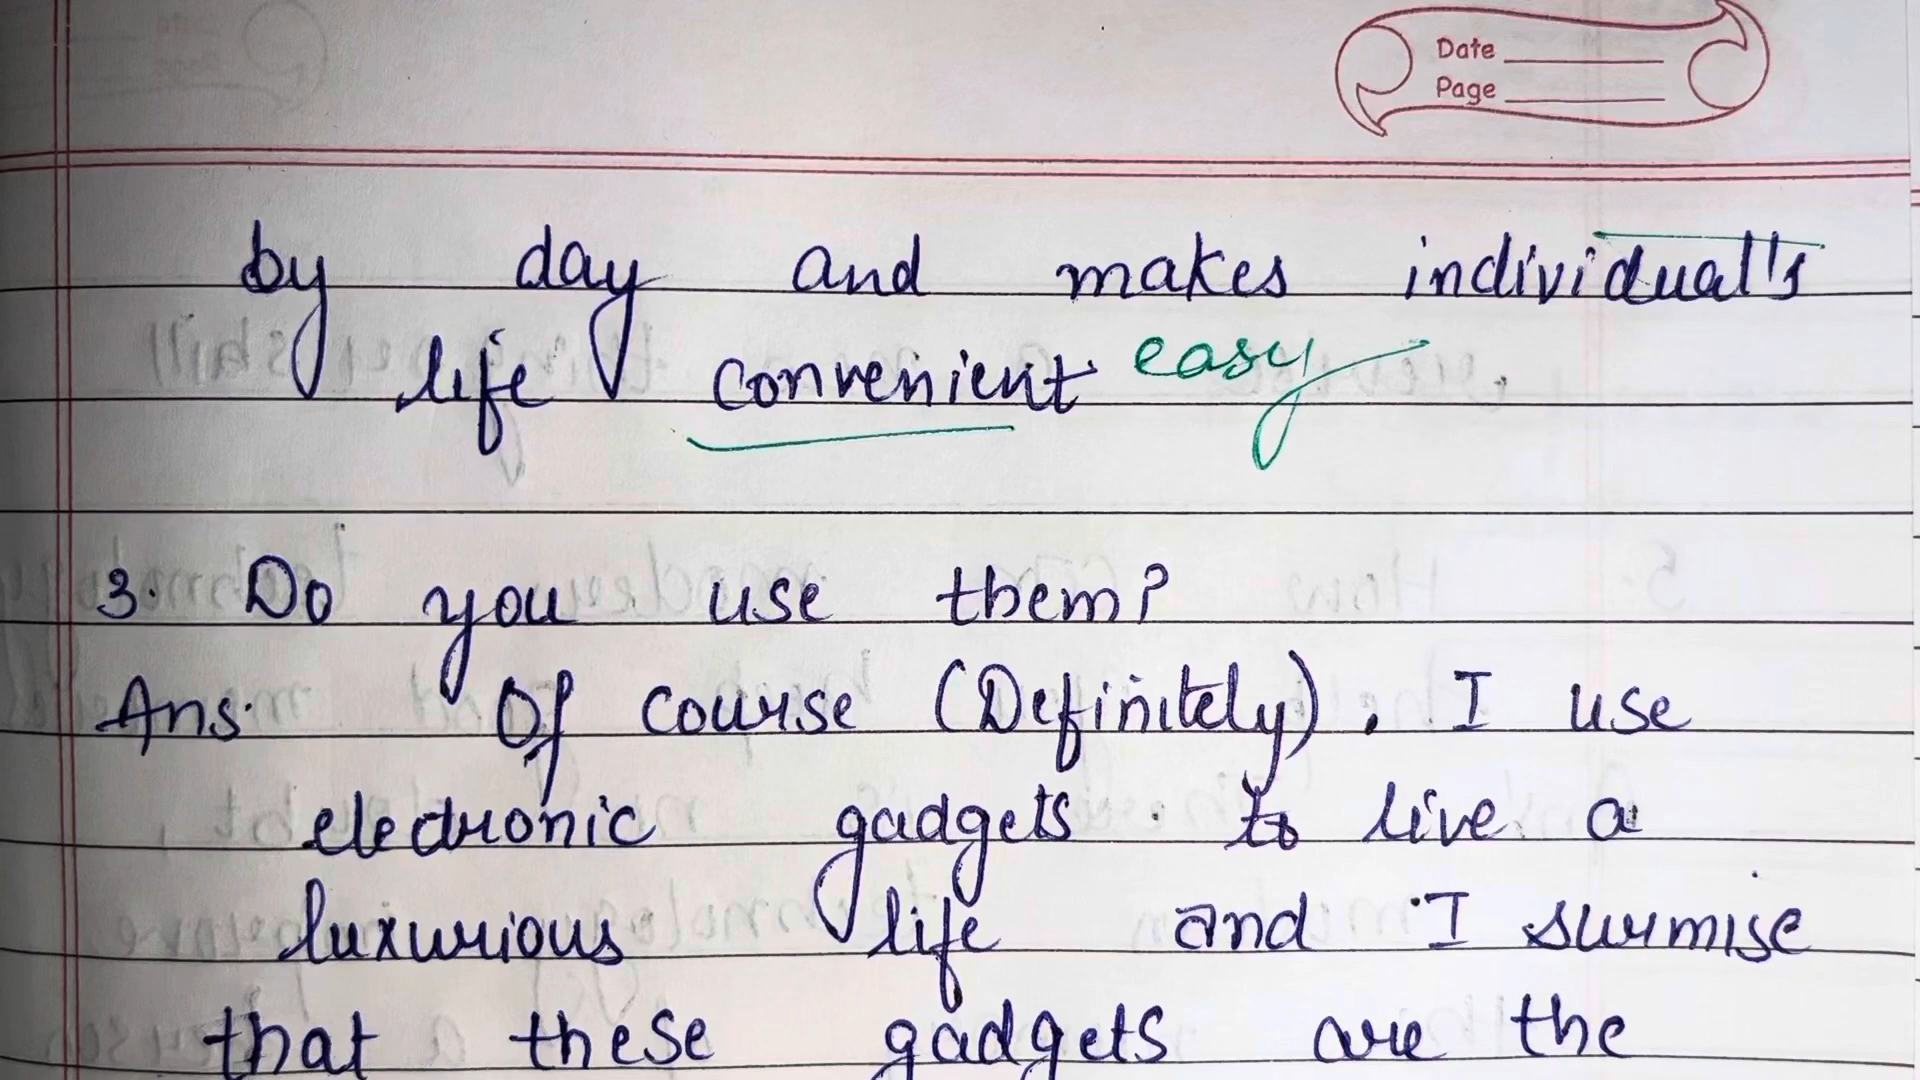 Date
Page
by day and makes individual's
life convenient easy
3. Do you use them?
Ans. Of course (Definitely). I use
electronic gadgets to live a
luxurious life and I surmise
that these gadgets are the